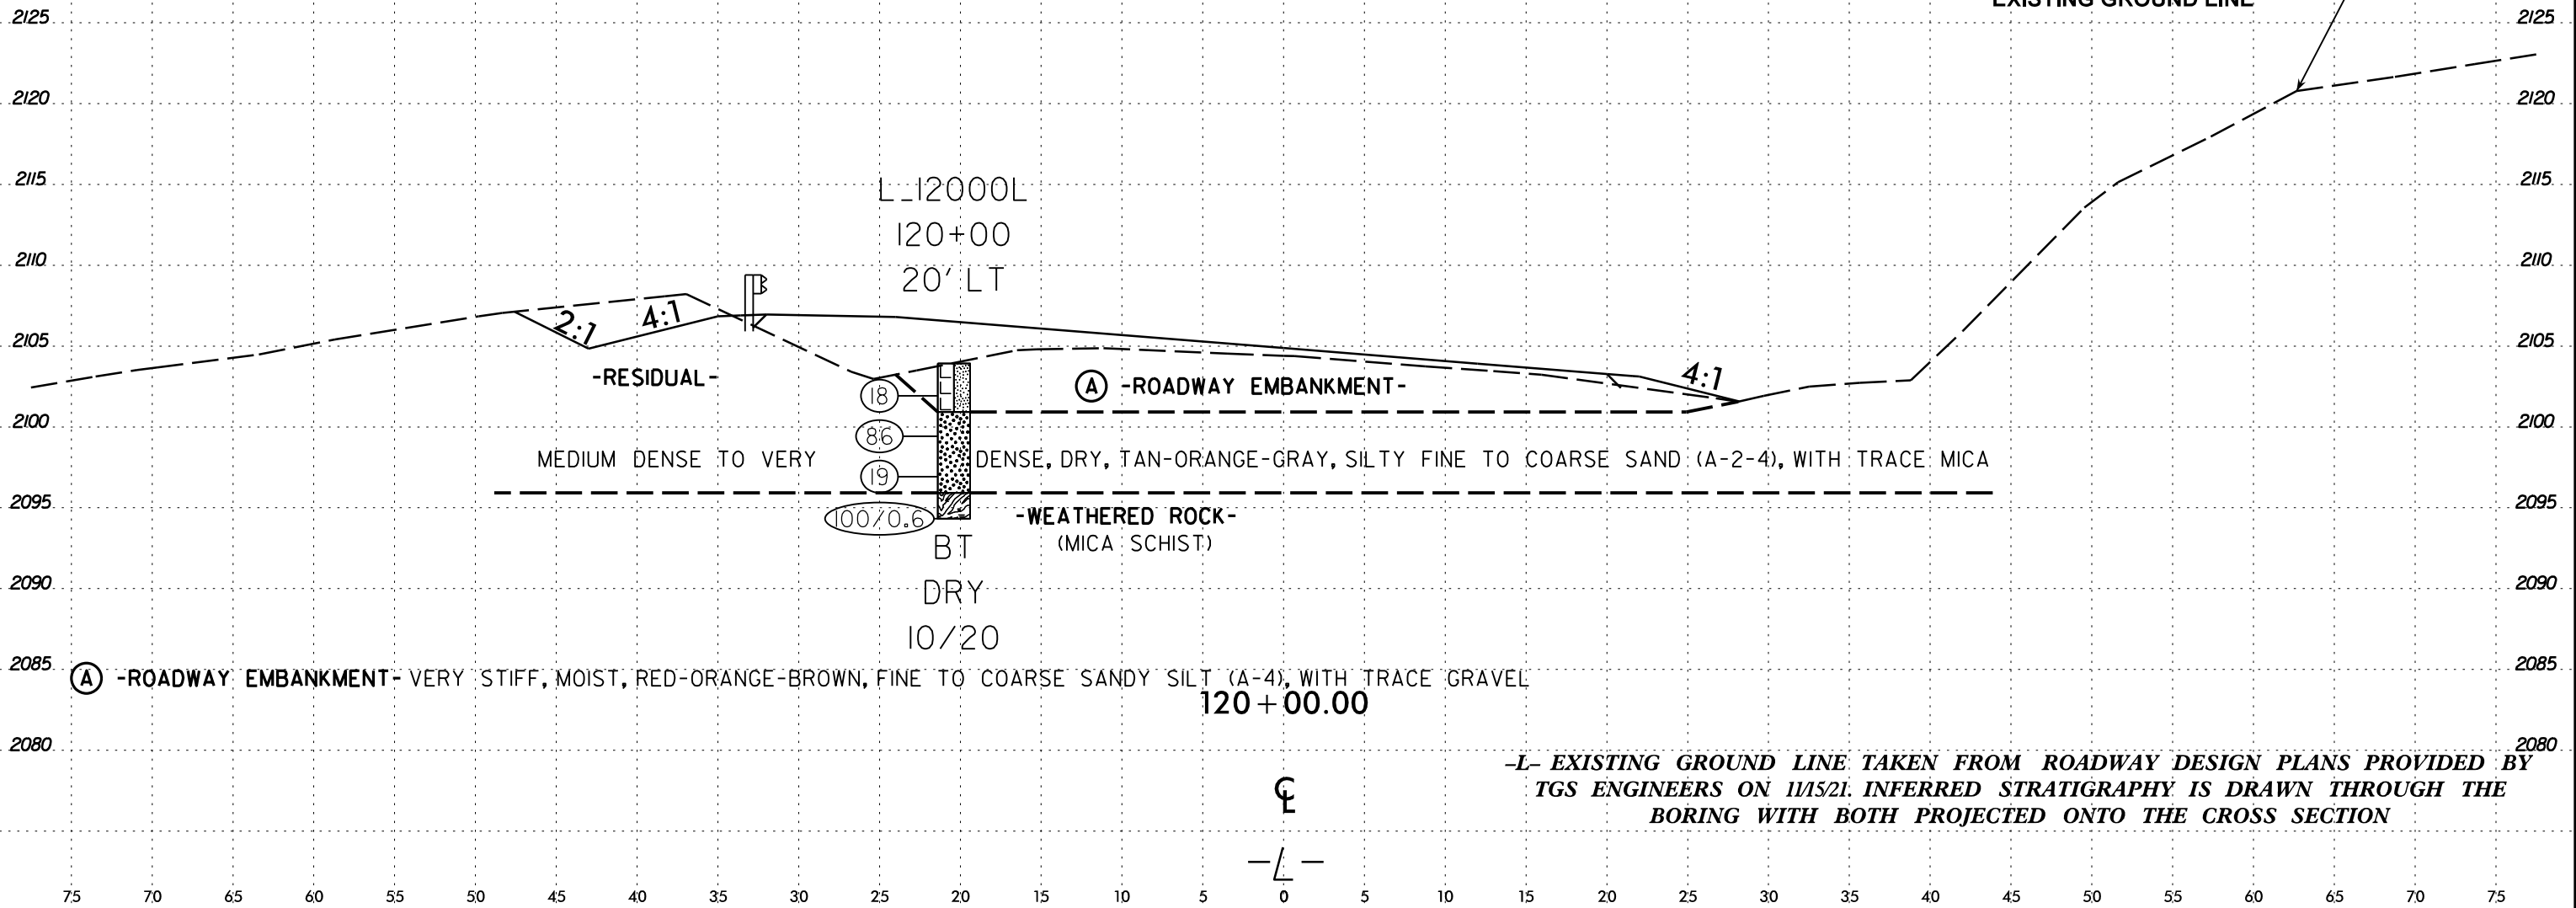 EXISTING GROUND LINE
2125 2125
2120 2120
2115 2115
2110 2110
2105 2105
2100 2100
2095 2095
2090 2090
2085 2085
2080 2080
L_12000L
120+00
20' LT
2:1
4:1
-RESIDUAL-
A -ROADWAY EMBANKMENT-
4:1
18
86
19
100/0.6
MEDIUM DENSE TO VERY DENSE, DRY, TAN-ORANGE-GRAY, SILTY FINE TO COARSE SAND (A-2-4), WITH TRACE MICA
-WEATHERED ROCK-
(MICA SCHIST)
BT
DRY
10/20
A -ROADWAY EMBANKMENT- VERY STIFF, MOIST, RED-ORANGE-BROWN, FINE TO COARSE SANDY SILT (A-4), WITH TRACE GRAVEL
120+00.00
-L- EXISTING GROUND LINE TAKEN FROM ROADWAY DESIGN PLANS PROVIDED BY
TGS ENGINEERS ON 11/15/21. INFERRED STRATIGRAPHY IS DRAWN THROUGH THE
BORING WITH BOTH PROJECTED ONTO THE CROSS SECTION
CL
-L-
75 70 65 60 55 50 45 40 35 30 25 20 15 10 5 0 5 10 15 20 25 30 35 40 45 50 55 60 65 70 75